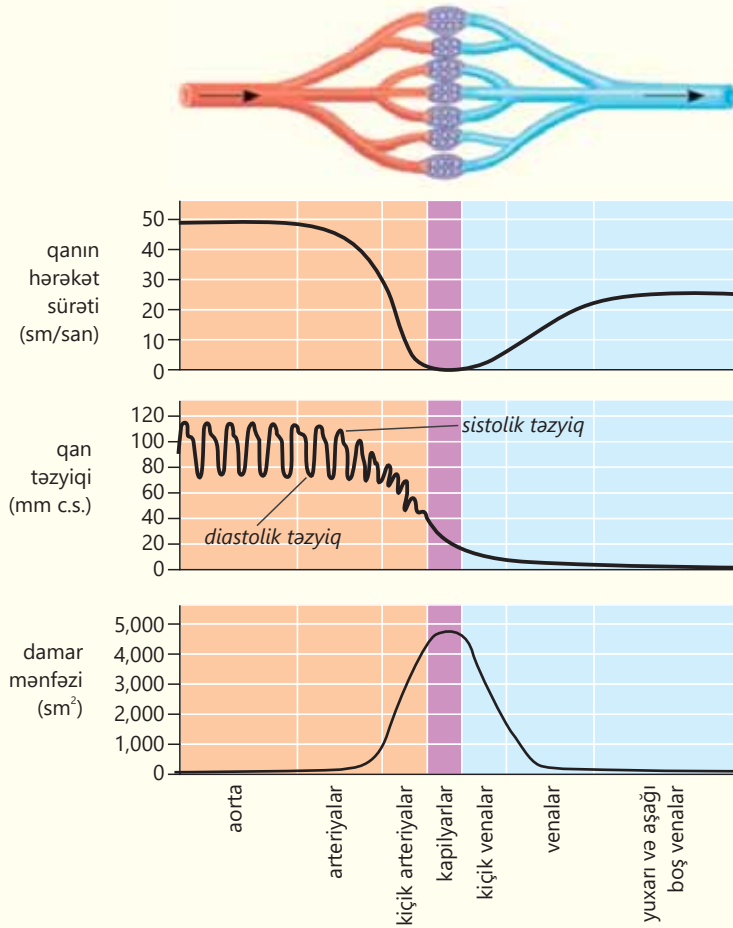 qanın
hərəkət
sürəti
(sm/san)
50
40
30
20
10
0
qan
təzyiqi
(mm c.s.)
120
100
80
60
40
20
0
sistolik təzyiq
diastolik təzyiq
damar
mənfəzi
(sm²)
5,000
4,000
3,000
2,000
1,000
0
aorta
arteriyalar
kiçik arteriyalar
kapilyarlar
kiçik venalar
venalar
yuxarı və aşağı
boş venalar